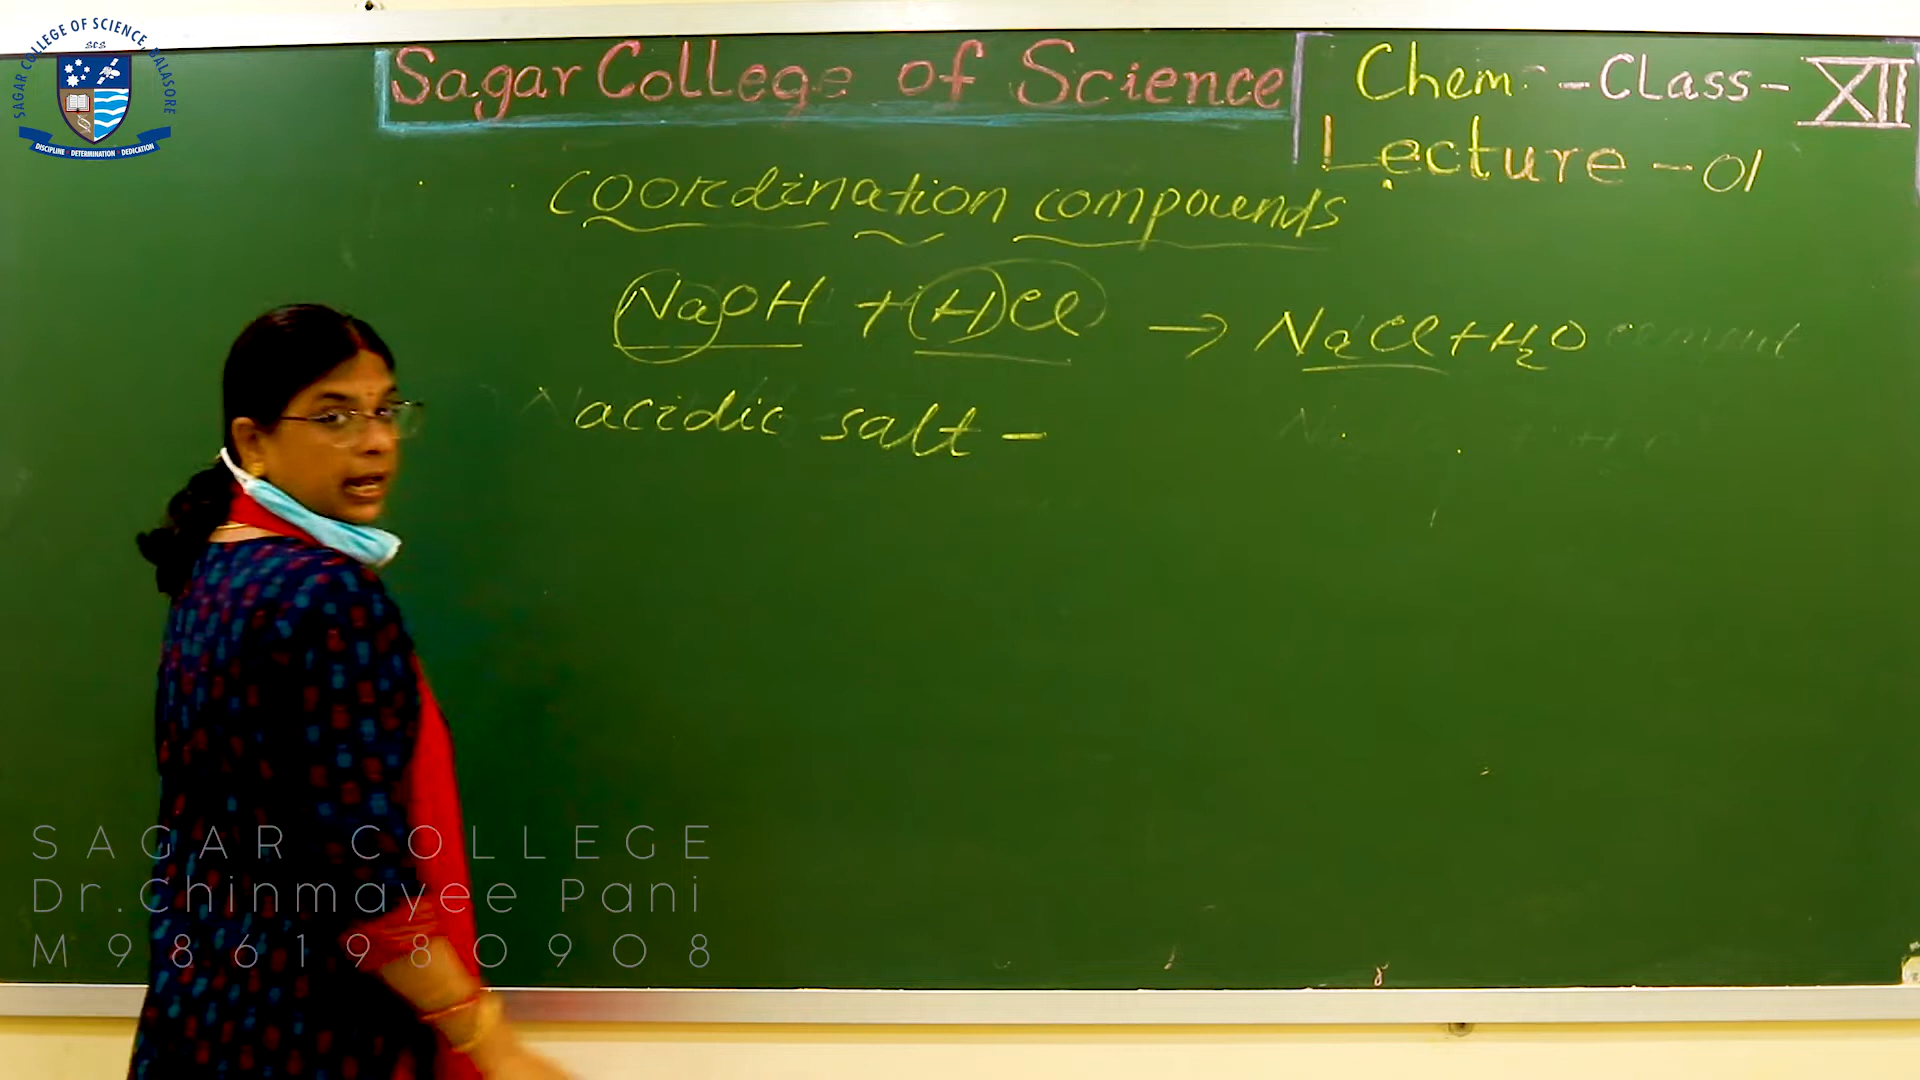 SAGAR COLLEGE OF SCIENCE, BALASORE
SCS
DISCIPLINE DETERMINATION DEDICATION
Sagar College of Science
Chem - Class - XII
Lecture - 01
coordination compounds
NaOH + HCl → NaCl + H₂O
acidic salt -
SAGAR COLLEGE
Dr.Chinmayee Pani
M 9861980908